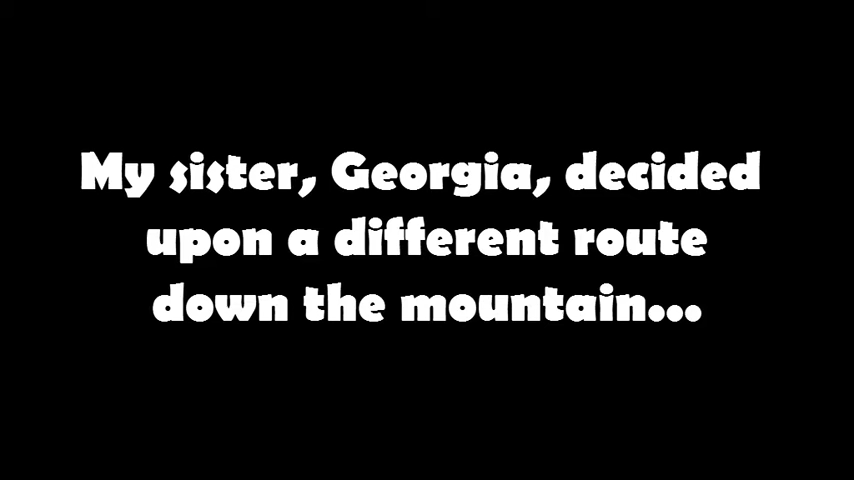 My sister, Georgia, decided
upon a different route
down the mountain...